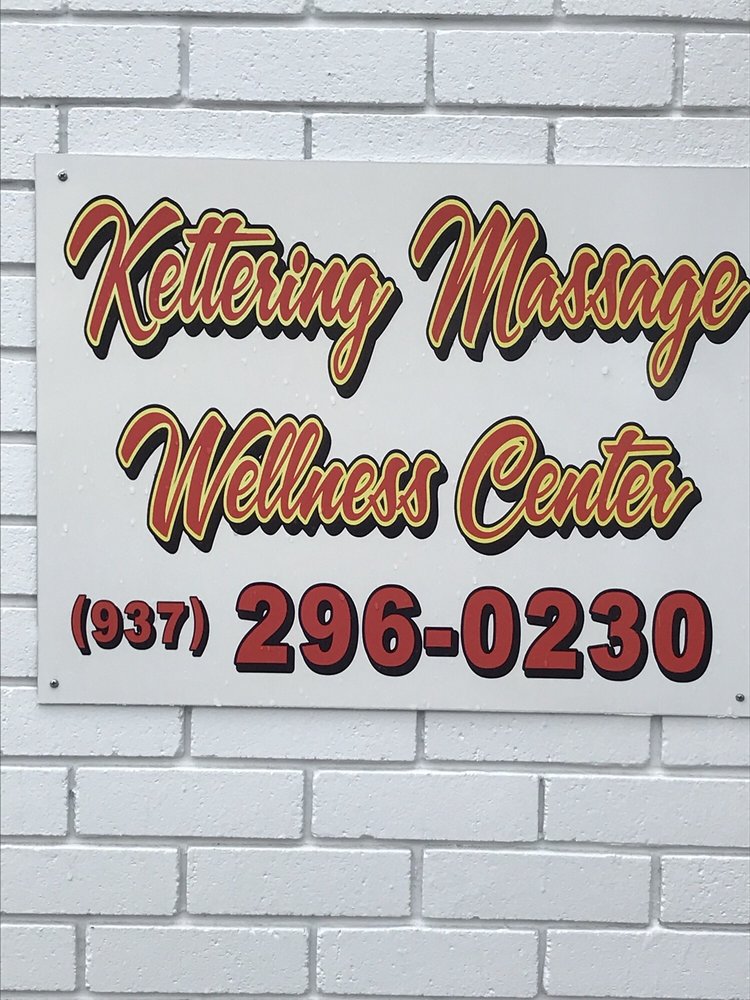 Kettering Massage
Wellness Center
(937) 296-0230